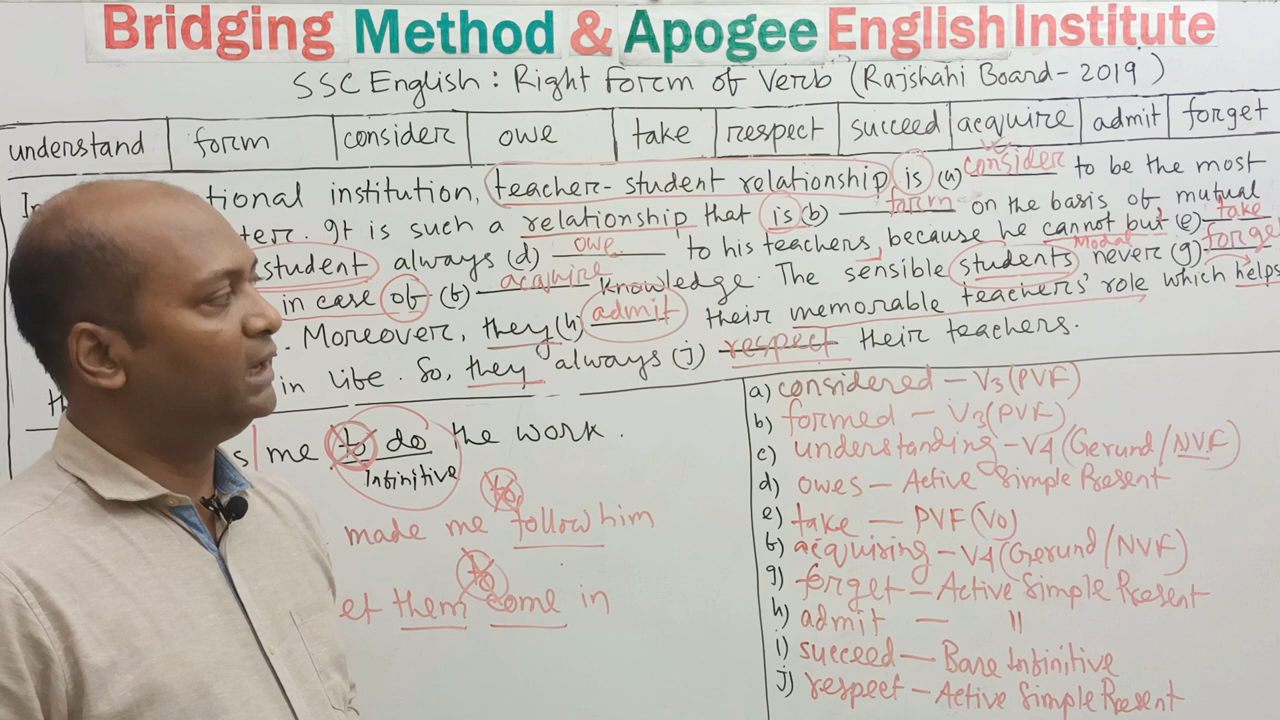 Bridging Method & Apogee English Institute
SSC English : Right Form of Verb (Rajshahi Board-2019)
understand form consider owe take respect succeed acquire admit forget
In tional institution, teacher-student relationship is (a) consider to be the most
ter. It is such a relationship that is (b) form on the basis of mutual
student always (d) owe to his teachers, because he cannot but (e) take
Modal
in case of (f) acquire knowledge. The sensible students never (g) forge
. Moreover, they (h) admit their memorable teachers' role which helps
in life. So, they always (j) respect their teachers.
s me to do the work.
Infinitive
made me to follow him
et them to come in
a) considered - V3 (PVF)
b) formed - V3 (PVF)
c) understanding - V4 (Gerund/NVF)
d) owes - Active Simple Present
e) take - PVF (V0)
f) acquiring - V4 (Gerund/NVF)
g) forget - Active Simple Present
h) admit - "
i) succeed - Bare Infinitive
j) respect - Active Simple Present